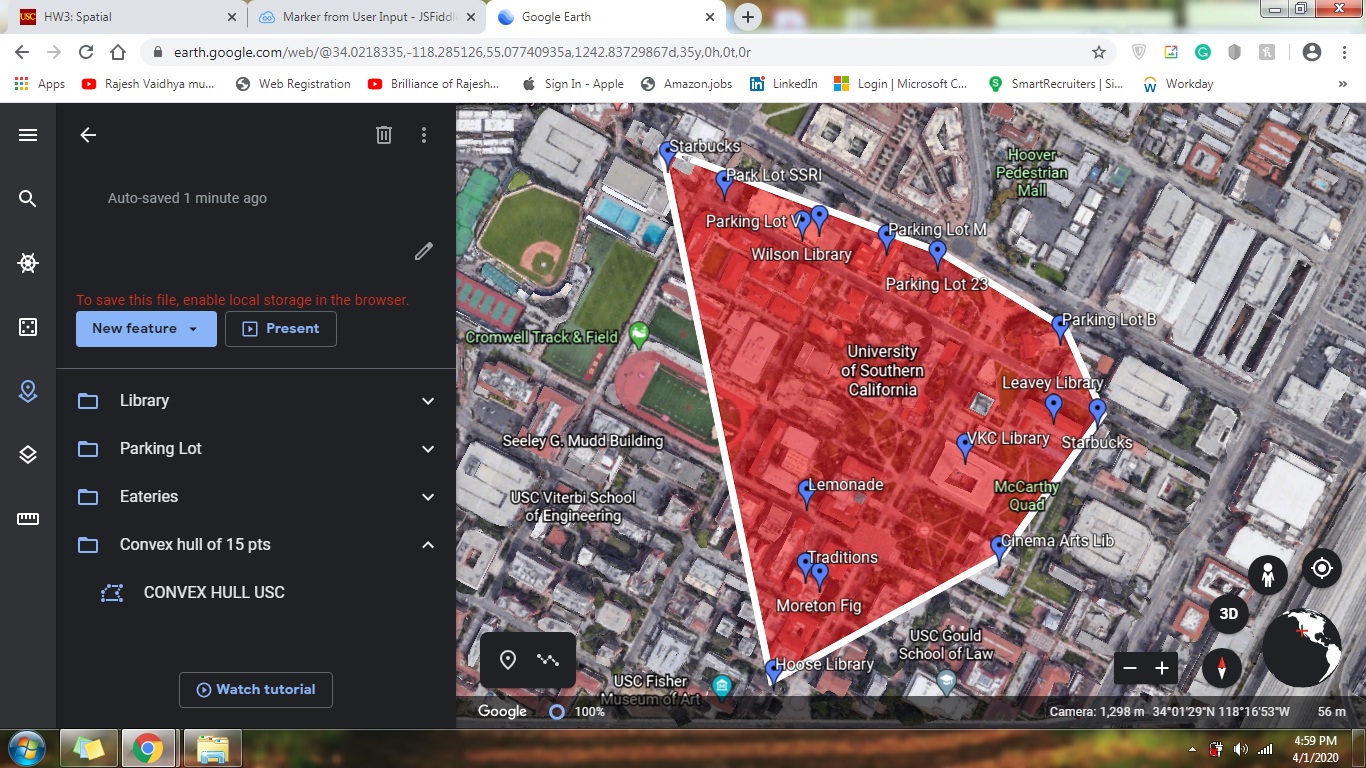 USC
HW3: Spatial
Marker from User Input - JSFiddl
Google Earth
earth.google.com/web/@34.0218335,-118.285126,55.07740935a,1242.83729867d,35y,0h,0t,0r
Apps
Rajesh Vaidhya mu...
Web Registration
Brilliance of Rajesh...
Sign In - Apple
Amazon.jobs
LinkedIn
Login | Microsoft C...
SmartRecruiters | Si...
Workday
Auto-saved 1 minute ago
To save this file, enable local storage in the browser.
New feature
Present
Library
Parking Lot
Eateries
Convex hull of 15 pts
CONVEX HULL USC
Watch tutorial
Starbucks
Park Lot SSRI
Hoover
Pedestrian
Mall
Parking Lot V
Parking Lot M
Wilson Library
Parking Lot 23
Parking Lot B
Cromwell Track & Field
University
of Southern
California
Leavey Library
Seeley G. Mudd Building
VKC Library
Starbucks
Lemonade
McCarthy
Quad
USC Viterbi School
of Engineering
Cinema Arts Lib
Traditions
Moreton Fig
USC Gould
School of Law
Hoose Library
USC Fisher
Museum of Art
3D
Google
100%
Camera: 1,298 m 34°01'29"N 118°16'53"W
56 m
4:59 PM
4/1/2020